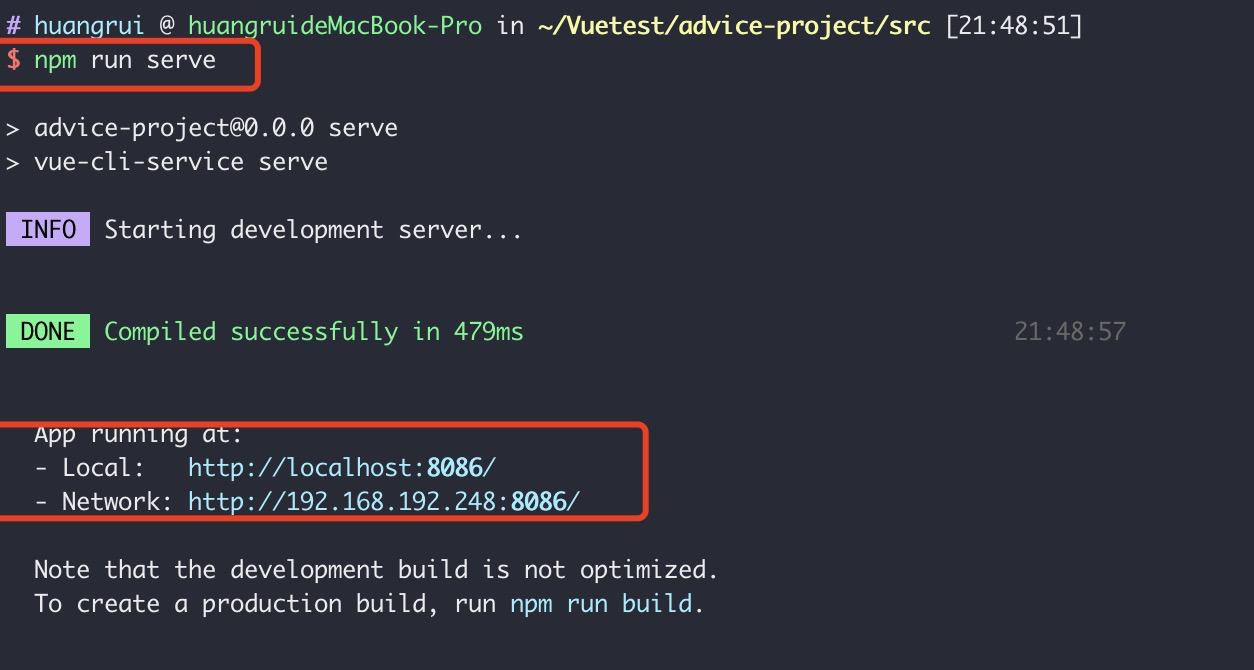 # huangrui @ huangruideMacBook-Pro in ~/Vuetest/advice-project/src [21:48:51]
$ npm run serve
> advice-project@0.0.0 serve
> vue-cli-service serve
INFO Starting development server...
DONE Compiled successfully in 479ms 21:48:57
App running at:
- Local: http://localhost:8086/
- Network: http://192.168.192.248:8086/
Note that the development build is not optimized.
To create a production build, run npm run build.